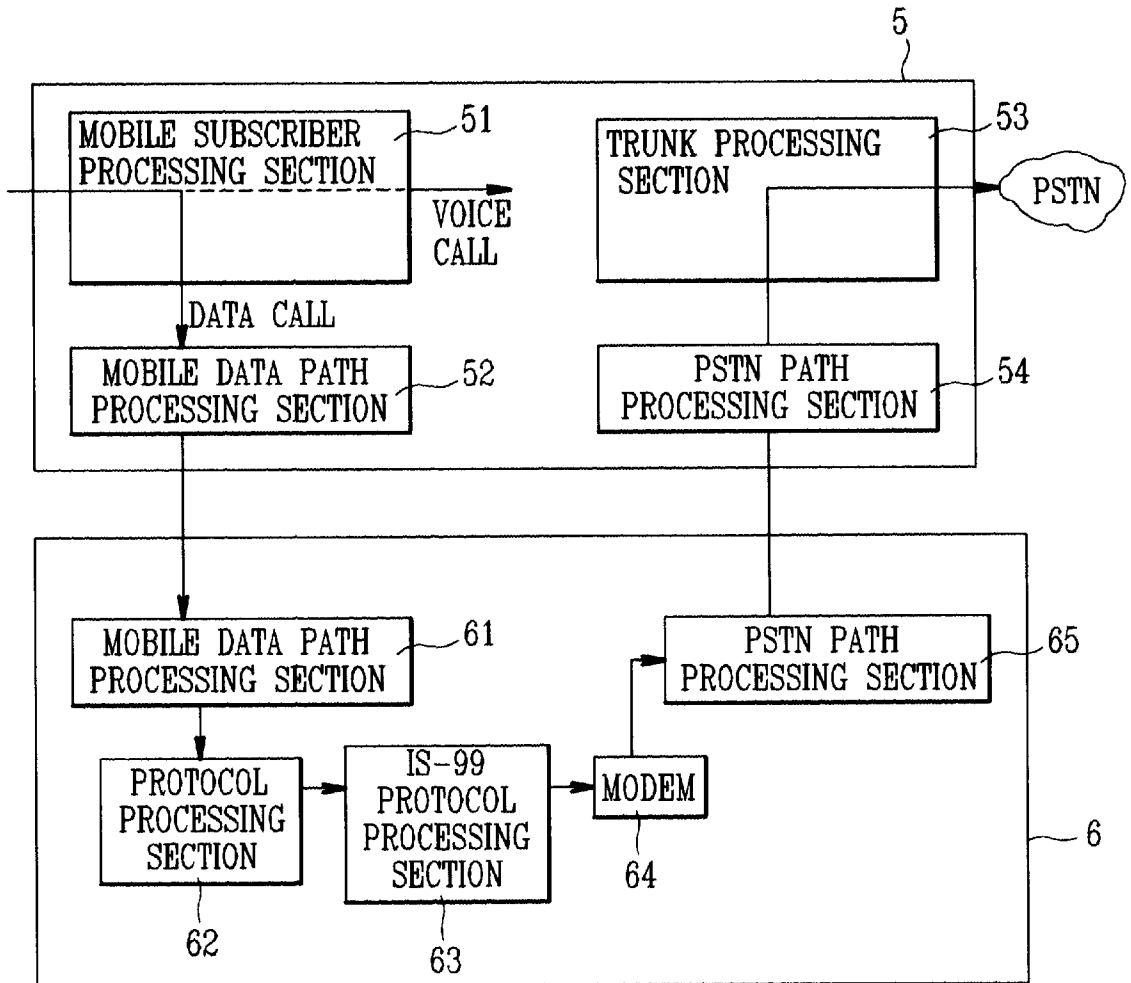 5
MOBILE SUBSCRIBER
PROCESSING SECTION
51
VOICE
CALL
DATA CALL
TRUNK PROCESSING
SECTION
53
PSTN
MOBILE DATA PATH
PROCESSING SECTION
52
PSTN PATH
PROCESSING SECTION
54
MOBILE DATA PATH
PROCESSING SECTION
61
PSTN PATH
PROCESSING SECTION
65
PROTOCOL
PROCESSING
SECTION
62
IS-99
PROTOCOL
PROCESSING
SECTION
63
MODEM
64
6